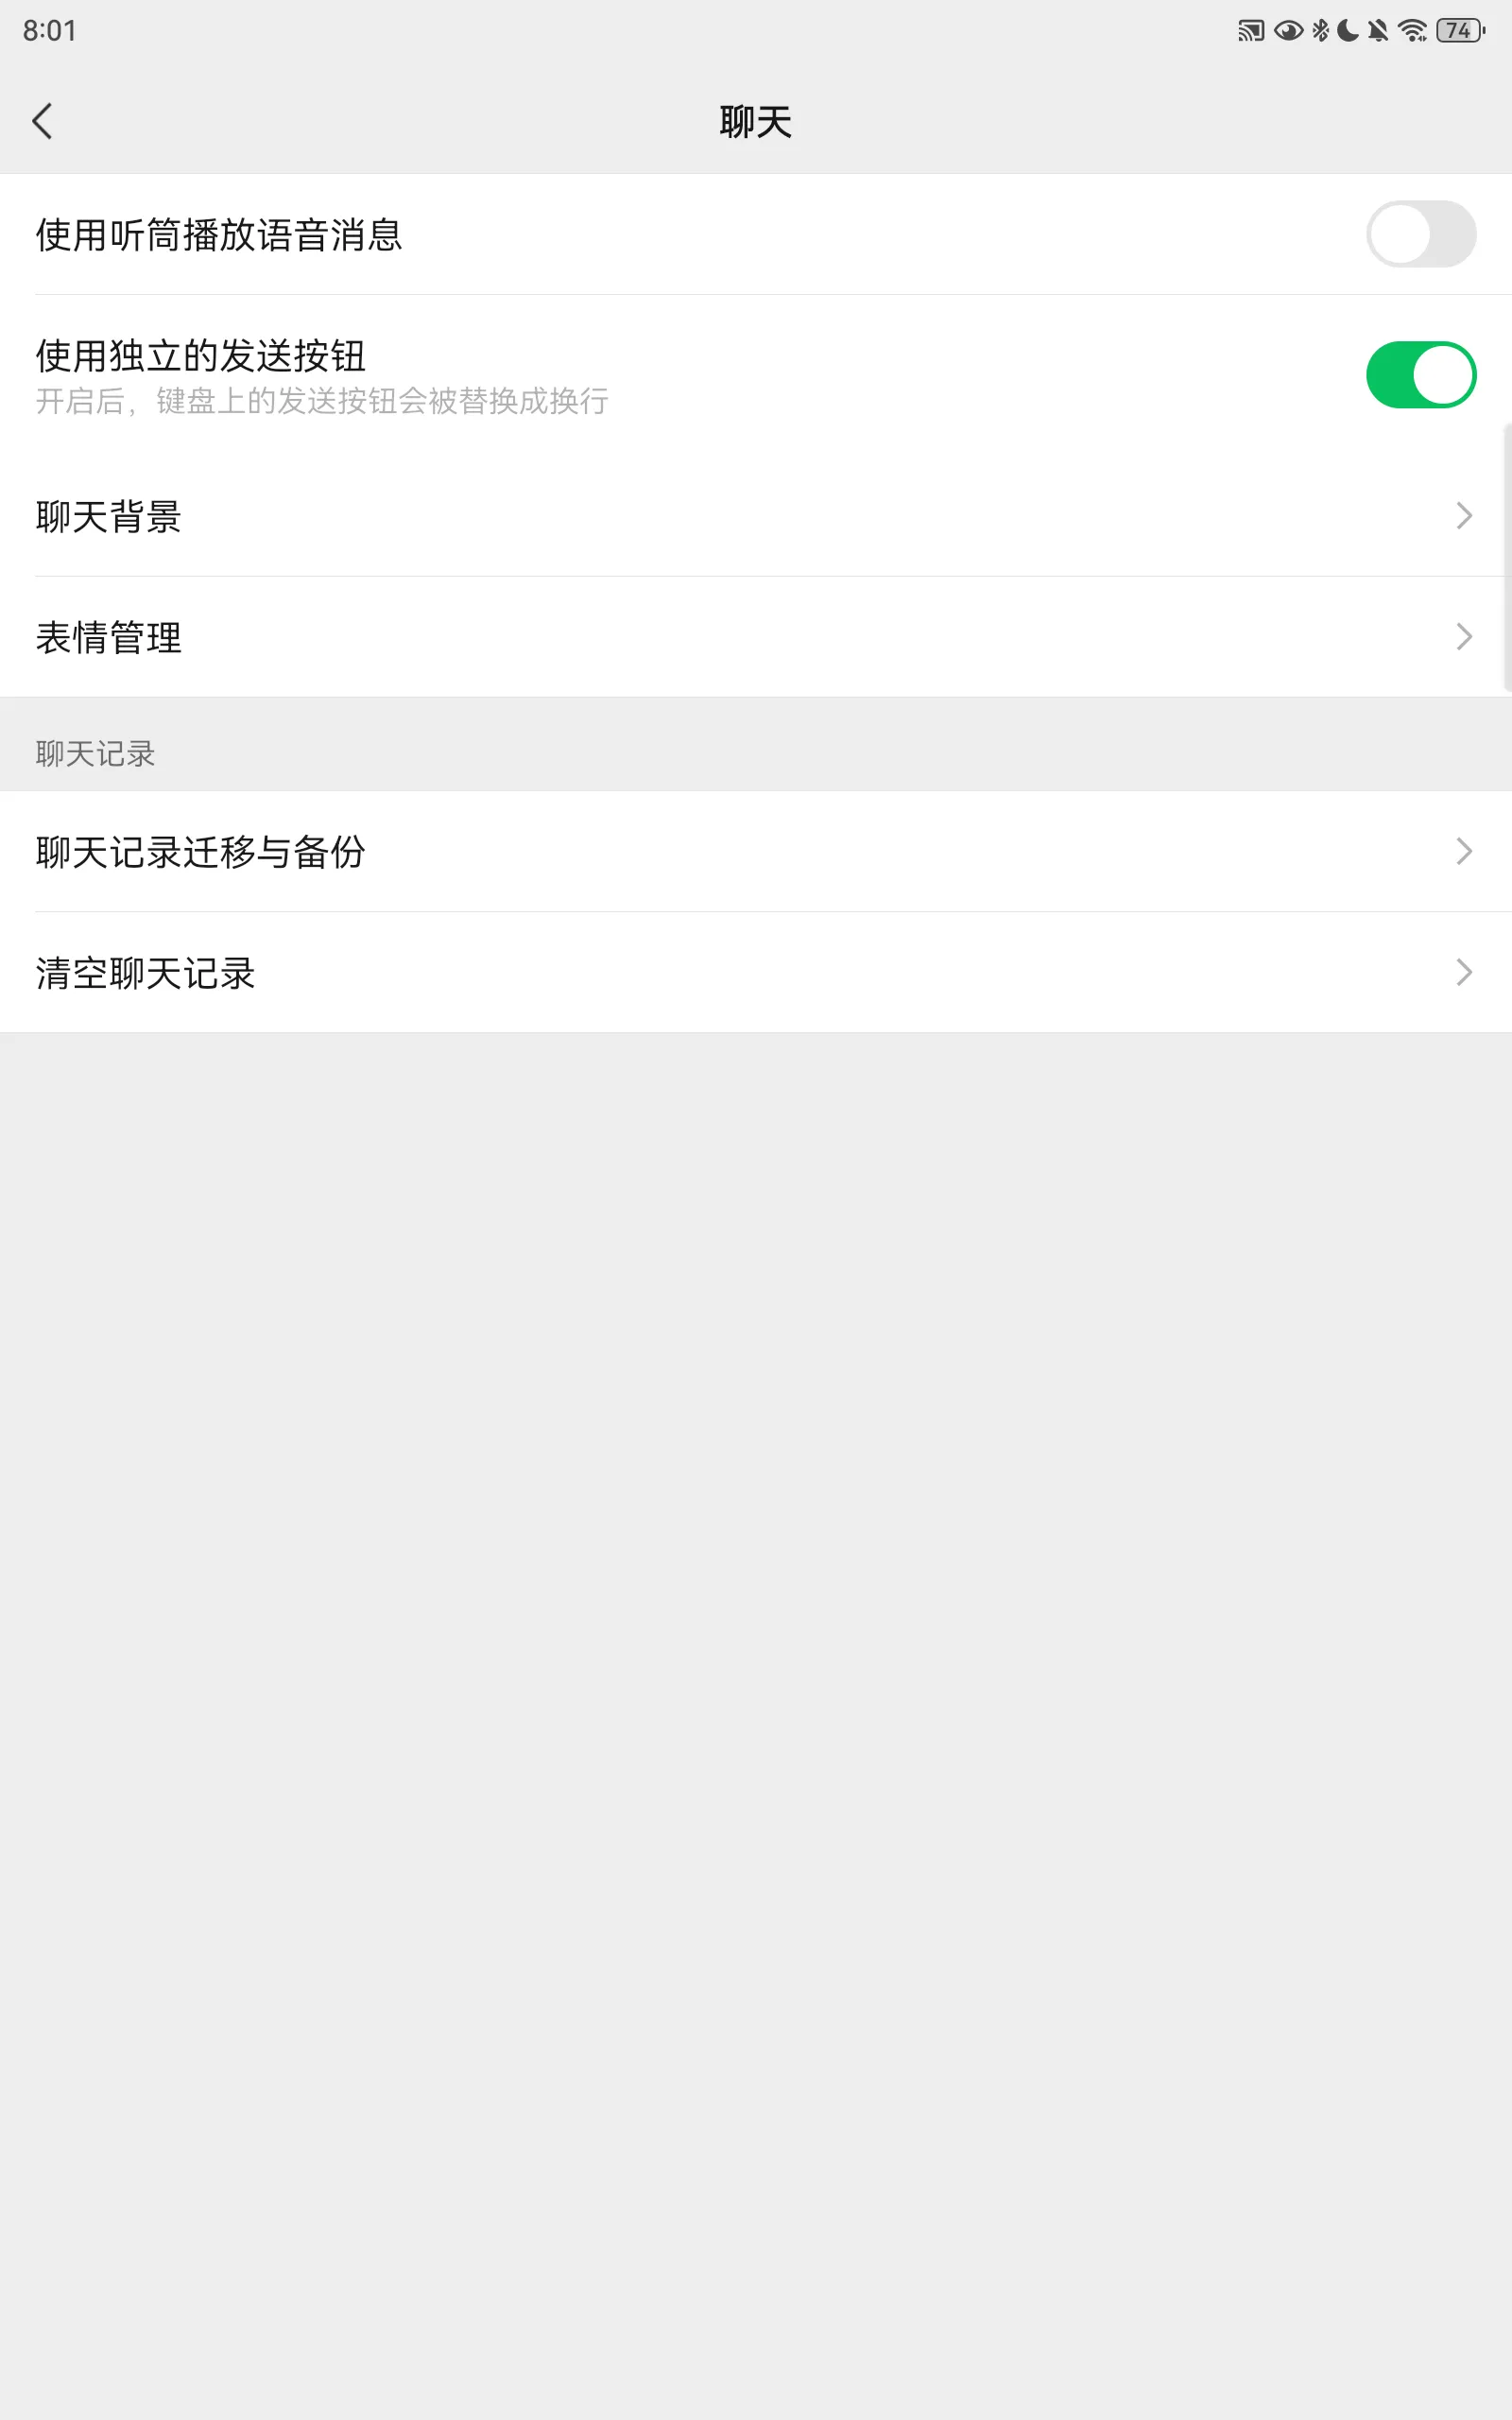 8:01
74
聊天
使用听筒播放语音消息
使用独立的发送按钮
开启后，键盘上的发送按钮会被替换成换行
聊天背景
表情管理
聊天记录
聊天记录迁移与备份
清空聊天记录